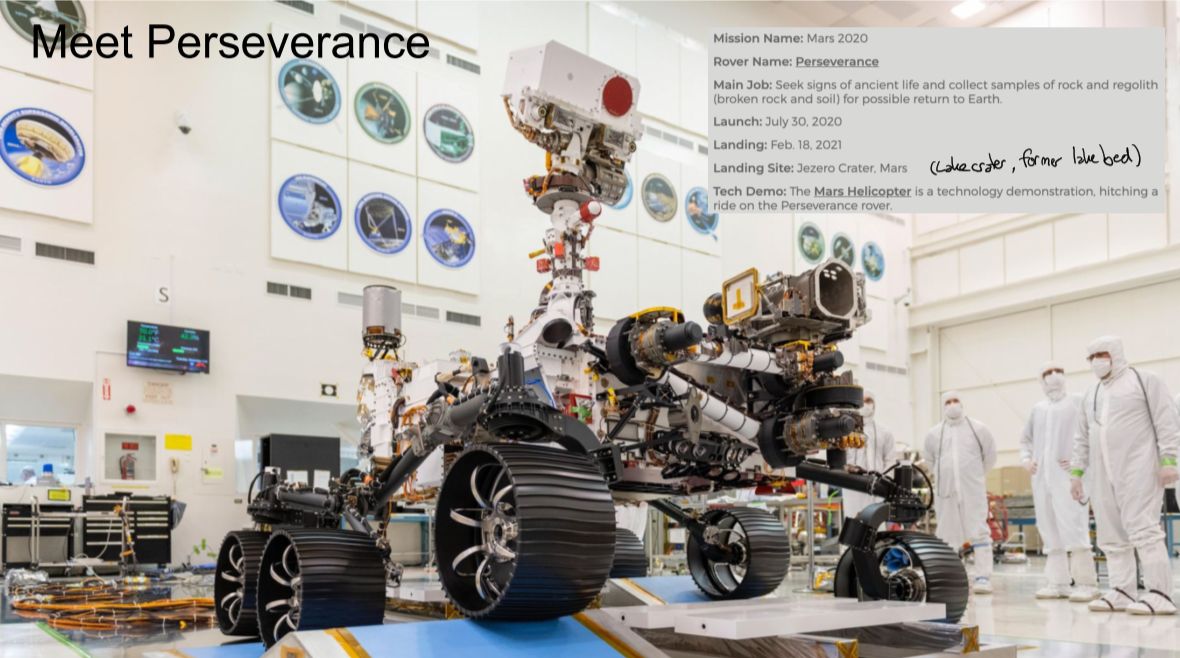 Meet Perseverance
Mission Name: Mars 2020
Rover Name: Perseverance
Main Job: Seek signs of ancient life and collect samples of rock and regolith
(broken rock and soil) for possible return to Earth.
Launch: July 30, 2020
Landing: Feb. 18, 2021
Landing Site: Jezero Crater, Mars (Lake crater, former lake bed)
Tech Demo: The Mars Helicopter is a technology demonstration, hitching a
ride on the Perseverance rover.
S